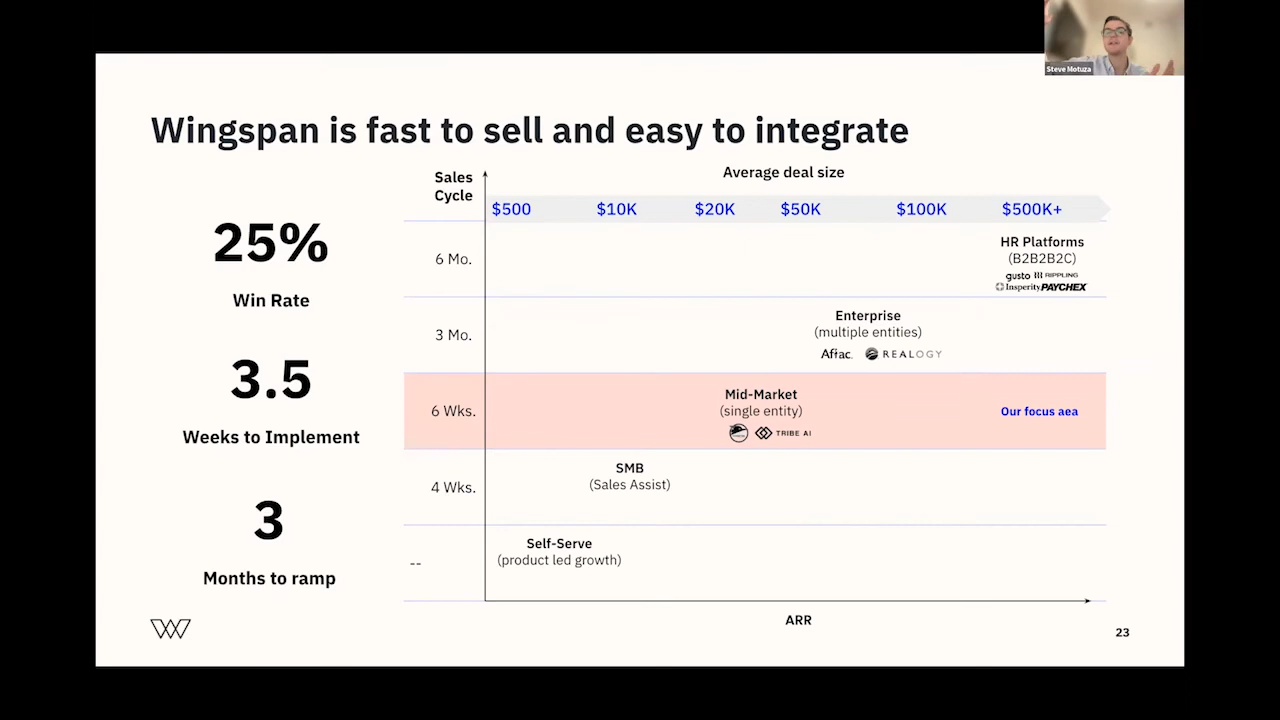 Steve Motuza
Wingspan is fast to sell and easy to integrate
25%
Win Rate
3.5
Weeks to Implement
3
Months to ramp
Sales
Cycle
Average deal size
$500 $10K $20K $50K $100K $500K+
6 Mo.
HR Platforms
(B2B2B2C)
gusto RIPPLING
Insperity PAYCHEX
3 Mo.
Enterprise
(multiple entities)
Aflac REALOGY
6 Wks.
Mid-Market
(single entity)
TRIBE AI
Our focus aea
4 Wks.
SMB
(Sales Assist)
--
Self-Serve
(product led growth)
ARR
23